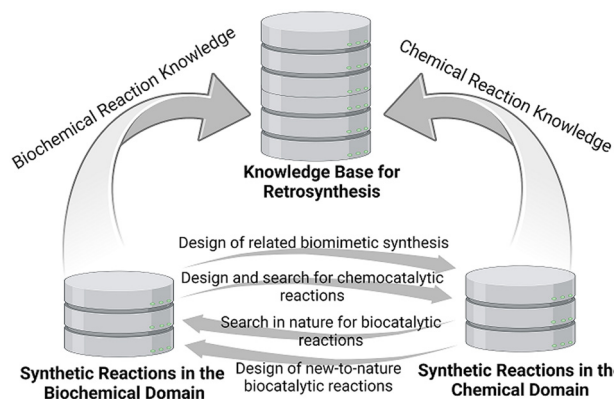 Biochemical Reaction Knowledge
Chemical Reaction Knowledge
Knowledge Base for
Retrosynthesis
Design of related biomimetic synthesis
Design and search for chemocatalytic
reactions
Search in nature for biocatalytic
reactions
Design of new-to-nature
biocatalytic reactions
Synthetic Reactions in the
Biochemical Domain
Synthetic Reactions in the
Chemical Domain